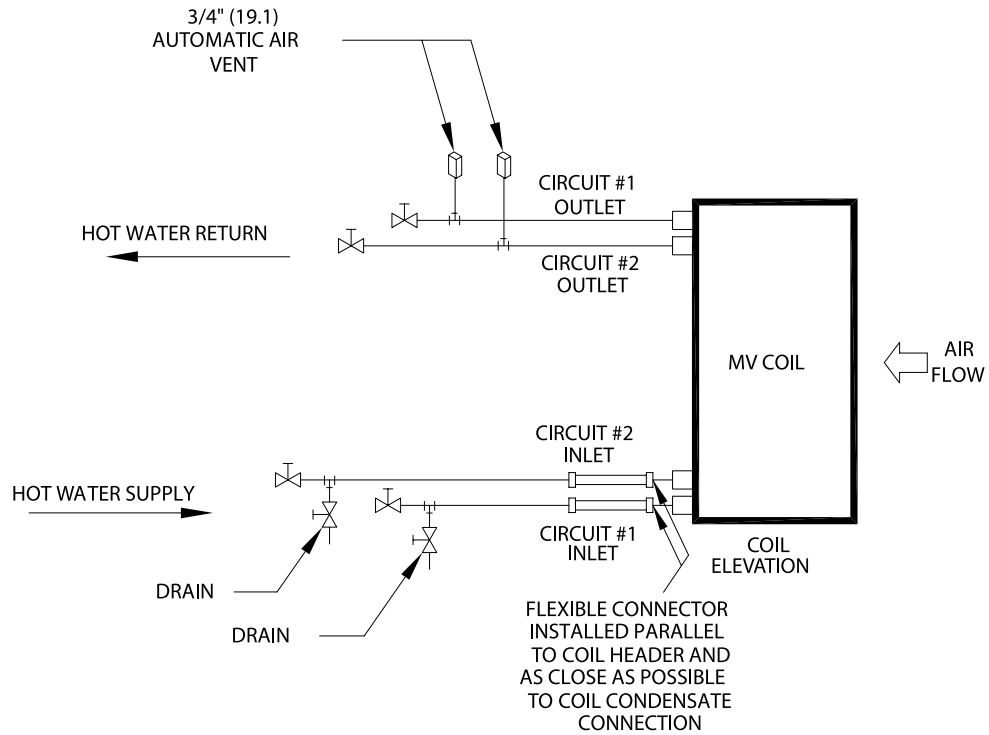 3/4" (19.1)
AUTOMATIC AIR
VENT
CIRCUIT #1
OUTLET
HOT WATER RETURN
CIRCUIT #2
OUTLET
MV COIL
AIR
FLOW
CIRCUIT #2
INLET
HOT WATER SUPPLY
CIRCUIT #1
INLET
COIL
ELEVATION
DRAIN
DRAIN
FLEXIBLE CONNECTOR
INSTALLED PARALLEL
TO COIL HEADER AND
AS CLOSE AS POSSIBLE
TO COIL CONDENSATE
CONNECTION